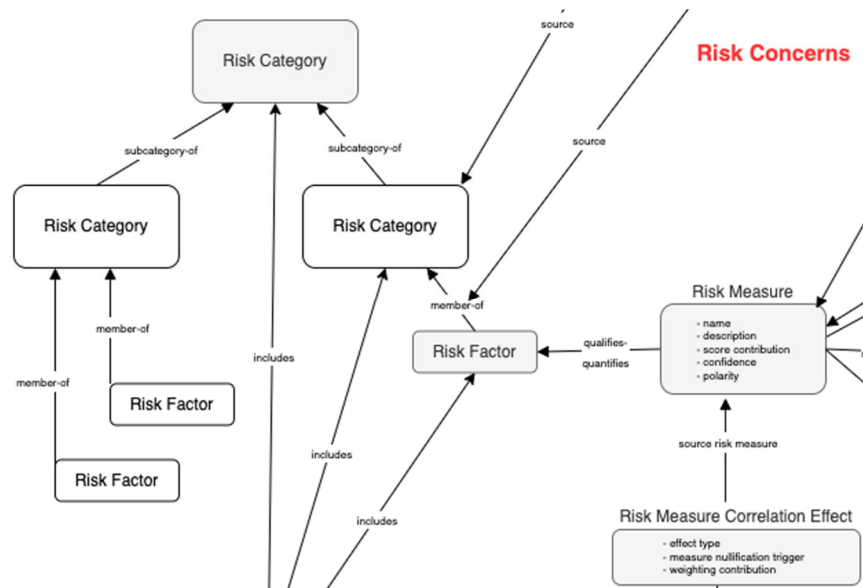 source
Risk Concerns
Risk Category
source
subcategory-of
subcategory-of
Risk Category
Risk Category
Risk Measure
member-of
- name
- description
- score contribution
- confidence
- polarity
member-of
qualifies-
quantifies
Risk Factor
includes
member-of
Risk Factor
source risk measure
includes
Risk Factor
Risk Measure Correlation Effect
includes
- effect type
- measure nullification trigger
- weighting contribution